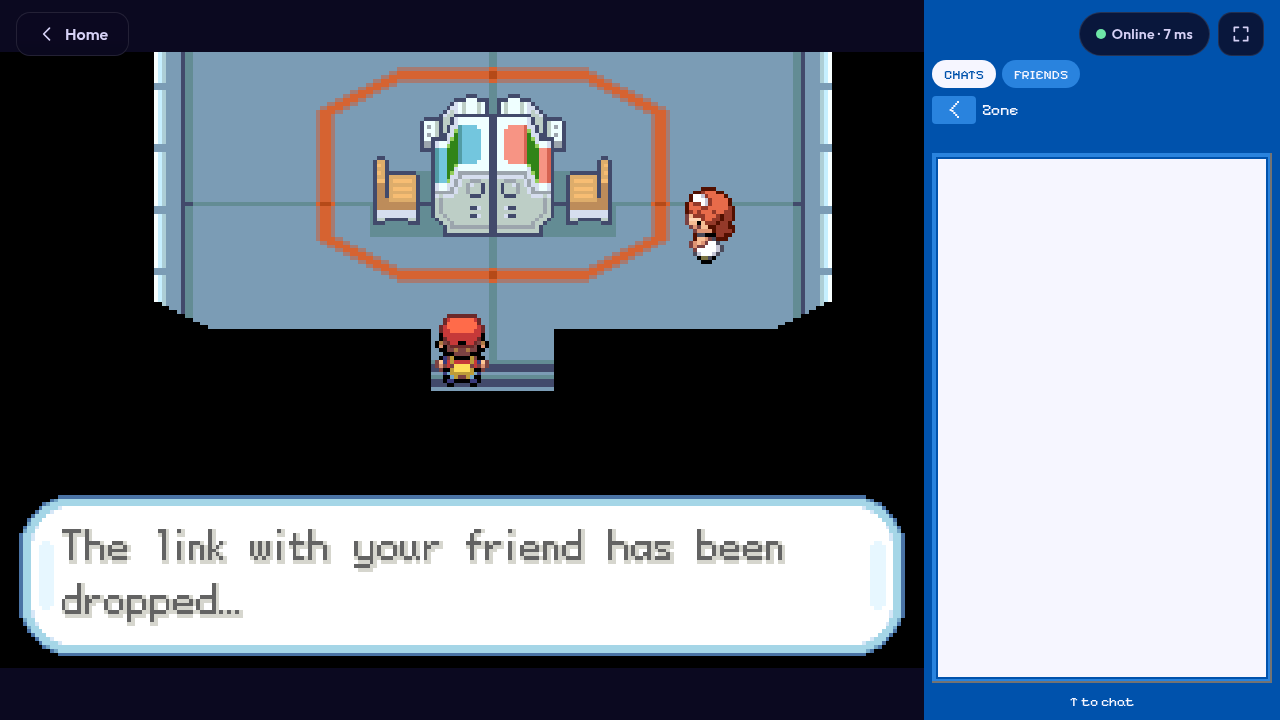 Home
Online · 7 ms
CHATS
FRIENDS
Zone
The link with your friend has been
dropped...
↑ to chat